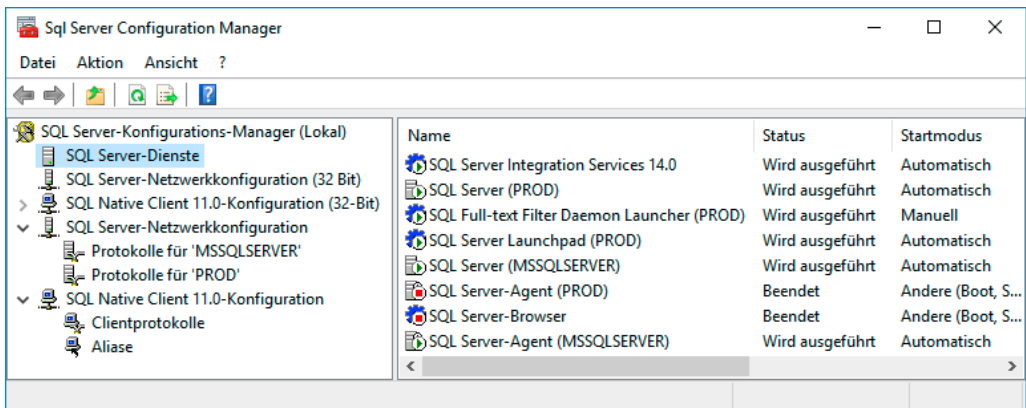 Sql Server Configuration Manager
Datei Aktion Ansicht ?
SQL Server-Konfigurations-Manager (Lokal)
SQL Server-Dienste
SQL Server-Netzwerkkonfiguration (32 Bit)
SQL Native Client 11.0-Konfiguration (32-Bit)
SQL Server-Netzwerkkonfiguration
Protokolle für 'MSSQLSERVER'
Protokolle für 'PROD'
SQL Native Client 11.0-Konfiguration
Clientprotokolle
Aliase
Name Status Startmodus
SQL Server Integration Services 14.0 Wird ausgeführt Automatisch
SQL Server (PROD) Wird ausgeführt Automatisch
SQL Full-text Filter Daemon Launcher (PROD) Wird ausgeführt Manuell
SQL Server Launchpad (PROD) Wird ausgeführt Automatisch
SQL Server (MSSQLSERVER) Wird ausgeführt Automatisch
SQL Server-Agent (PROD) Beendet Andere (Boot, S...
SQL Server-Browser Beendet Andere (Boot, S...
SQL Server-Agent (MSSQLSERVER) Wird ausgeführt Automatisch